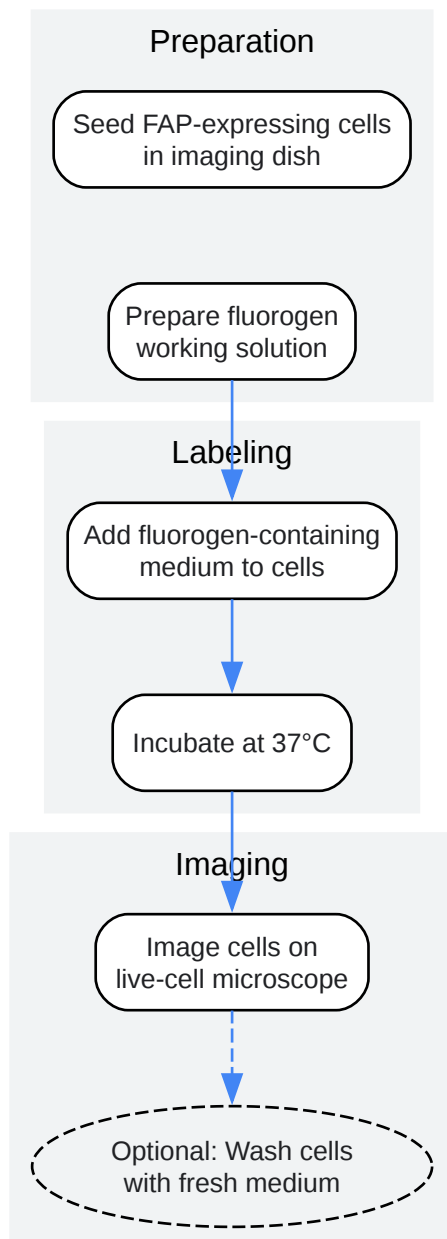 Preparation
Seed FAP-expressing cells
in imaging dish
Prepare fluorogen
working solution
Labeling
Add fluorogen-containing
medium to cells
Incubate at 37°C
Imaging
Image cells on
live-cell microscope
Optional: Wash cells
with fresh medium